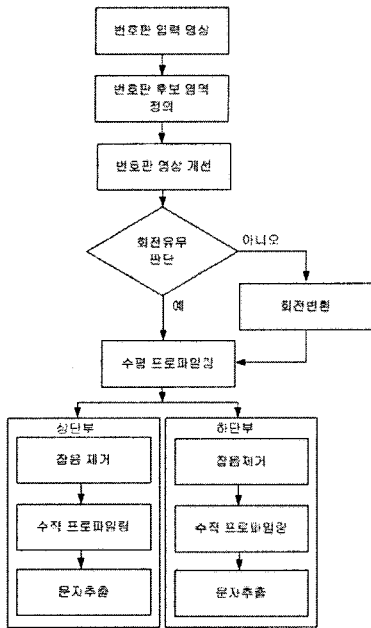 번호판 입력 영상
번호판 후보 영역
정의
번호판 영상 개선
회전유무
판단
아니오
예
회전변환
수평 프로파일링
상단부
하단부
잡음 제거
잡음제거
수직 프로파일링
수직 프로파일링
문자추출
문자추출